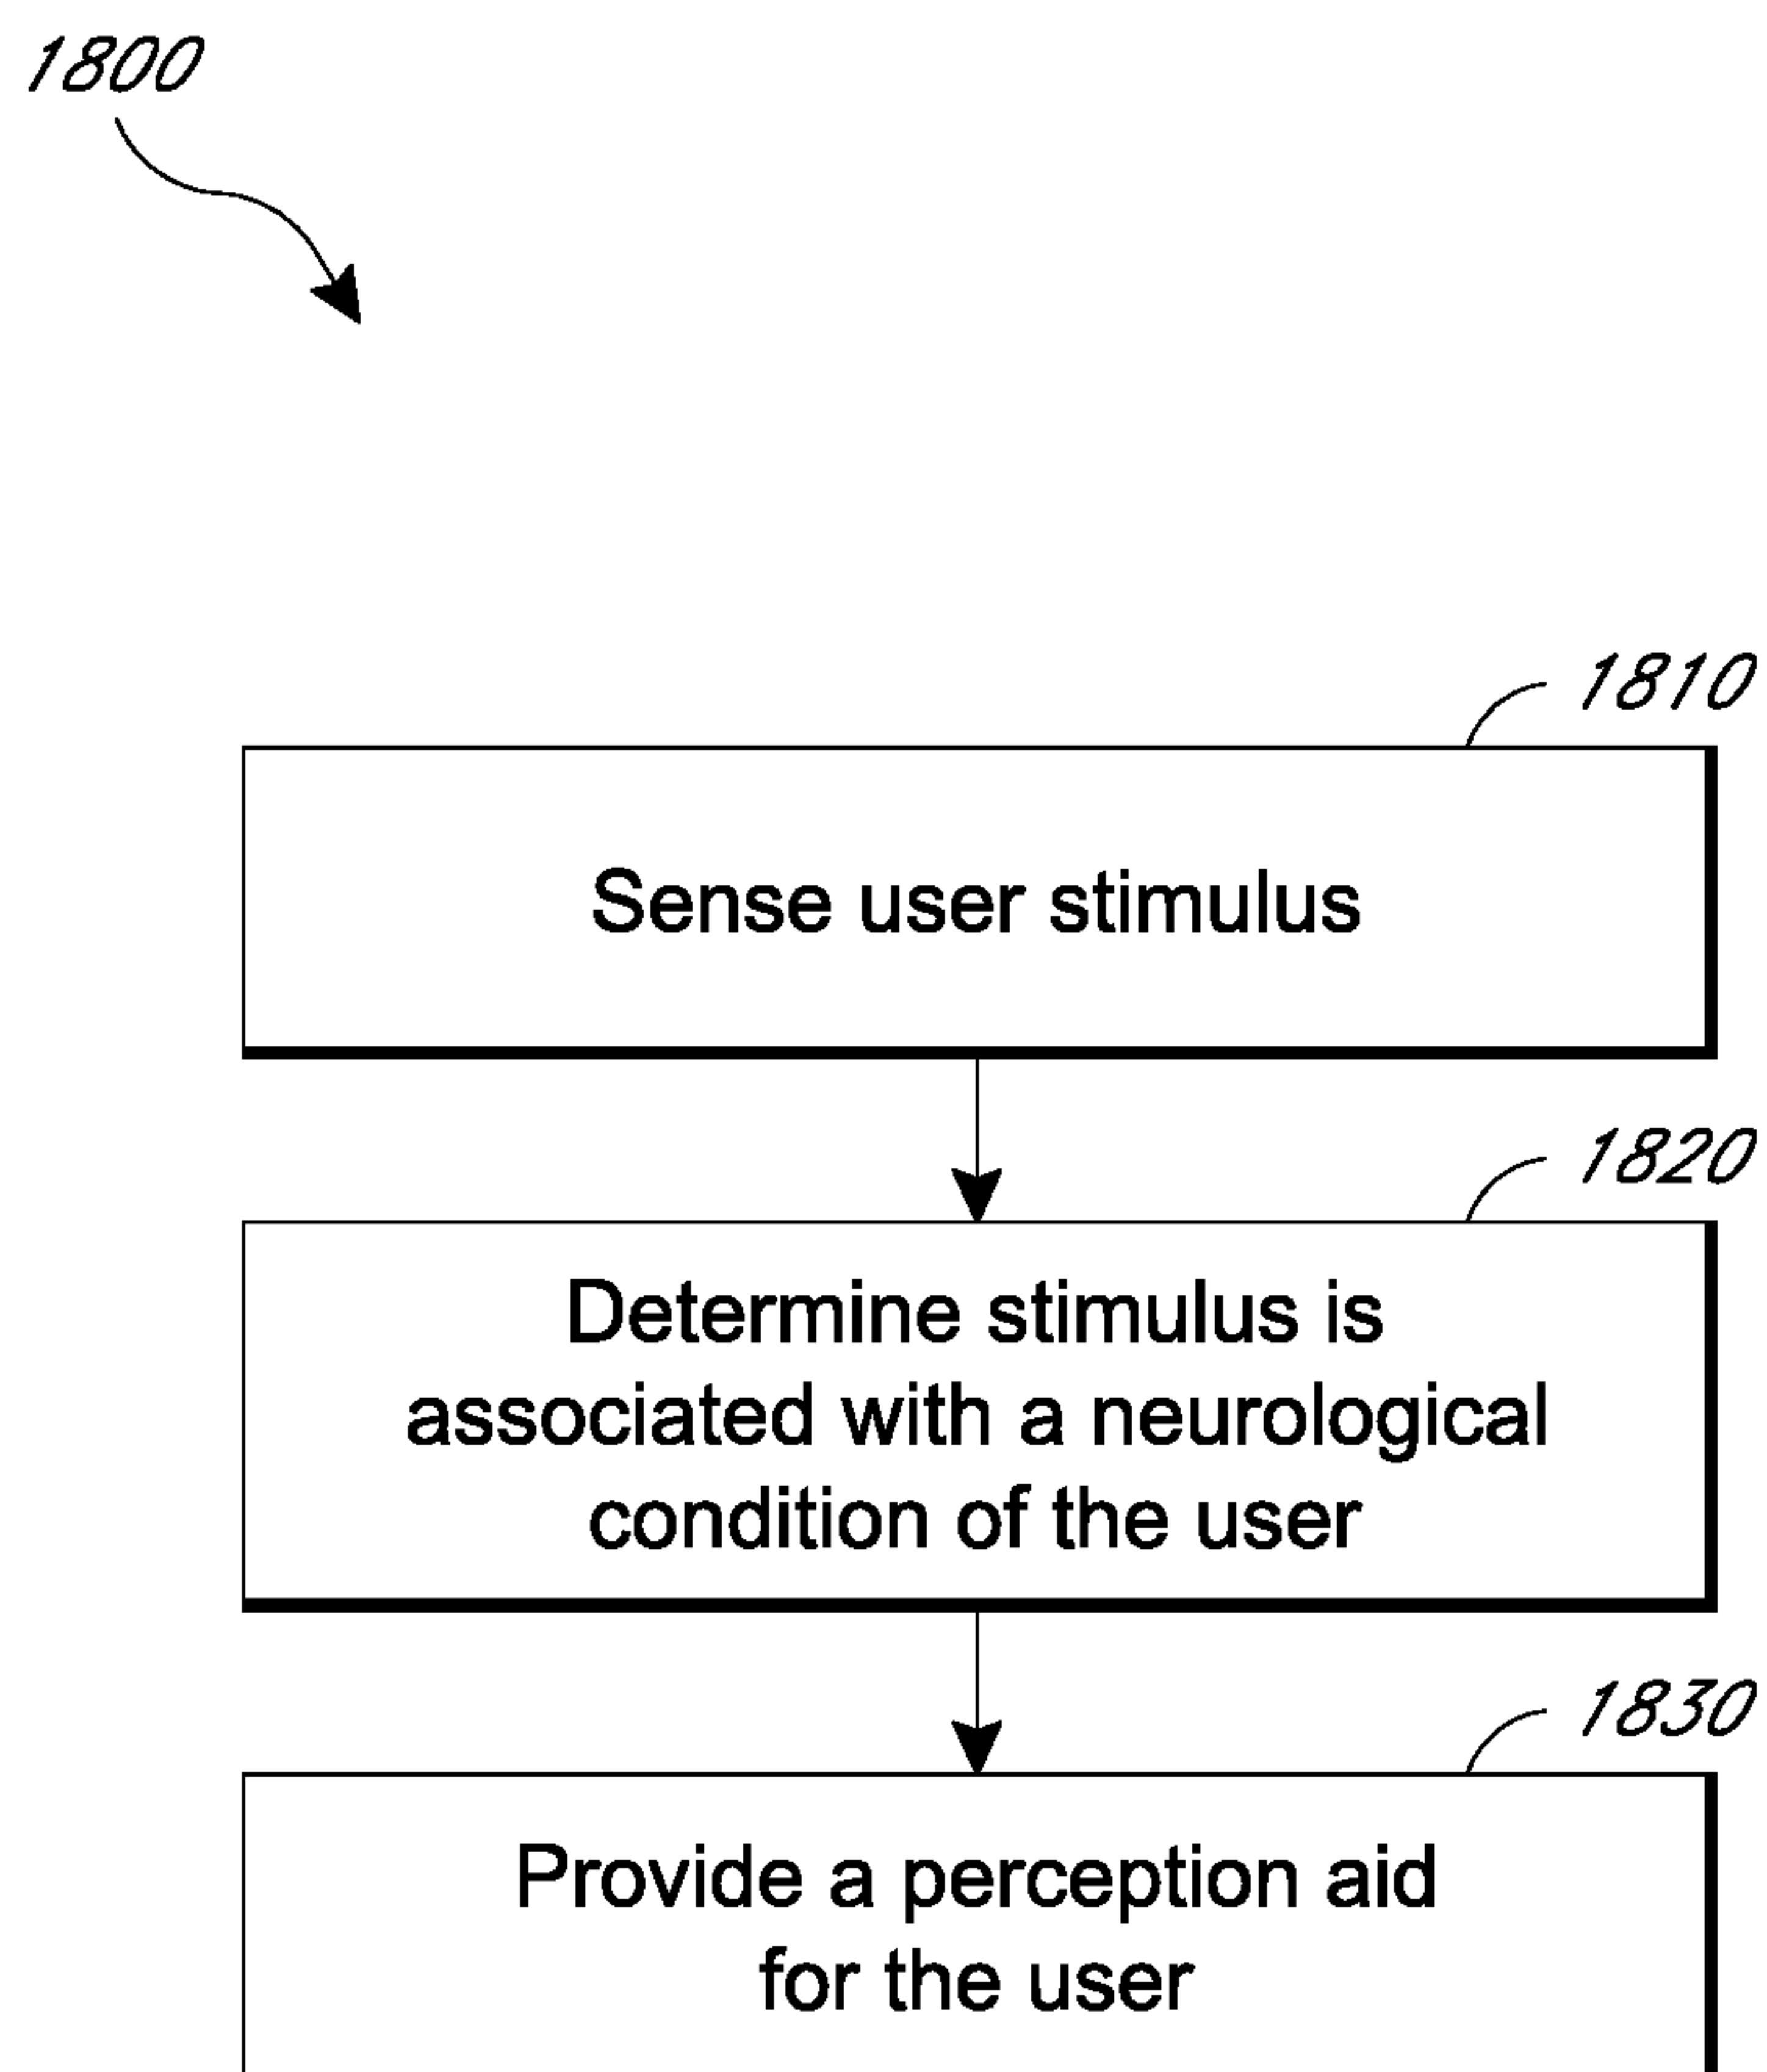 1800
1810
Sense user stimulus
1820
Determine stimulus is
associated with a neurological
condition of the user
1830
Provide a perception aid
for the user